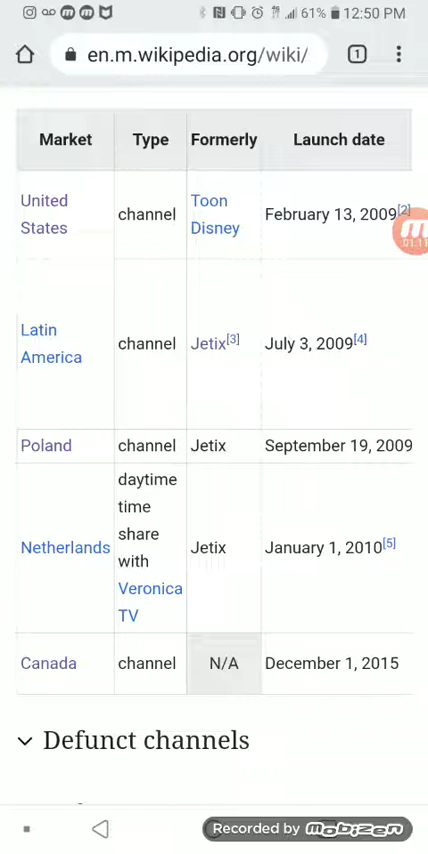 61% 12:50 PM
en.m.wikipedia.org/wiki/
1
Market Type Formerly Launch date
United States channel Toon Disney February 13, 2009[2]
01:11
Latin America channel Jetix[3] July 3, 2009[4]
Poland channel Jetix September 19, 2009
Netherlands daytime time share with Veronica TV Jetix January 1, 2010[5]
Canada channel N/A December 1, 2015
Defunct channels
Recorded by mobizen